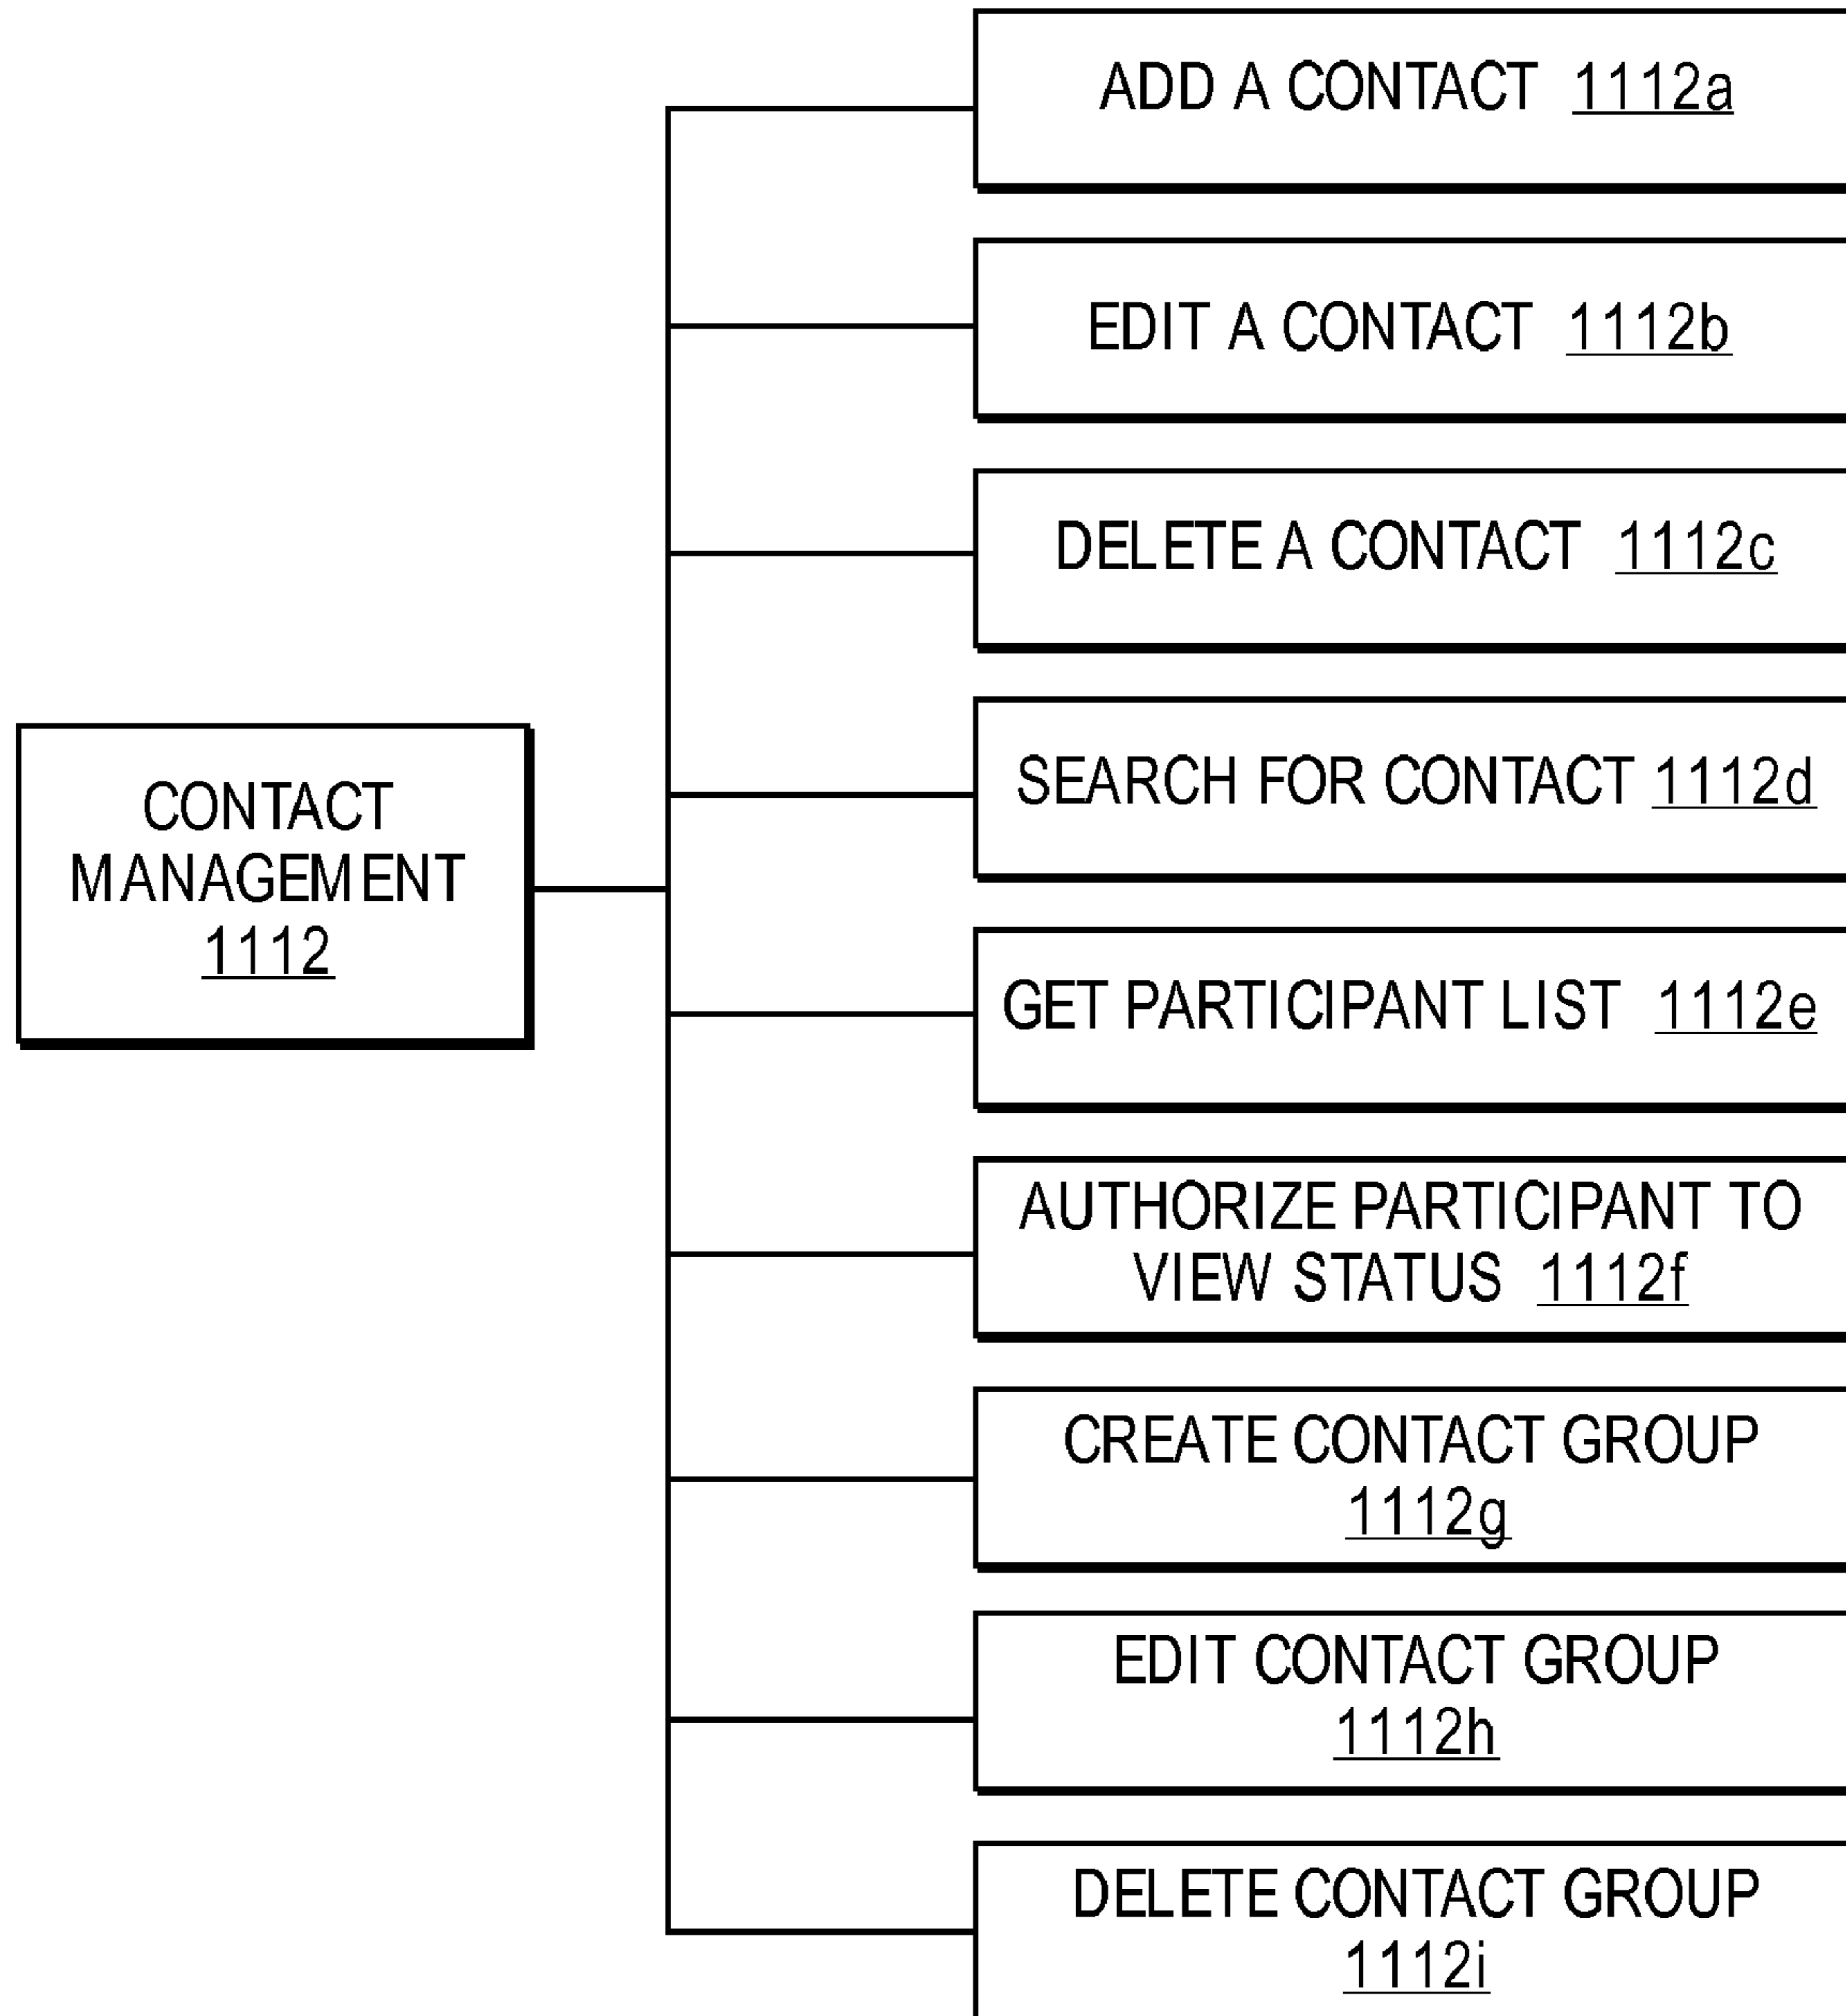 ADD A CONTACT 1112a
EDIT A CONTACT 1112b
DELETE A CONTACT 1112c
SEARCH FOR CONTACT 1112d
CONTACT
MANAGEMENT
1112
GET PARTICIPANT LIST 1112e
AUTHORIZE PARTICIPANT TO
VIEW STATUS 1112f
CREATE CONTACT GROUP
1112g
EDIT CONTACT GROUP
1112h
DELETE CONTACT GROUP
1112i